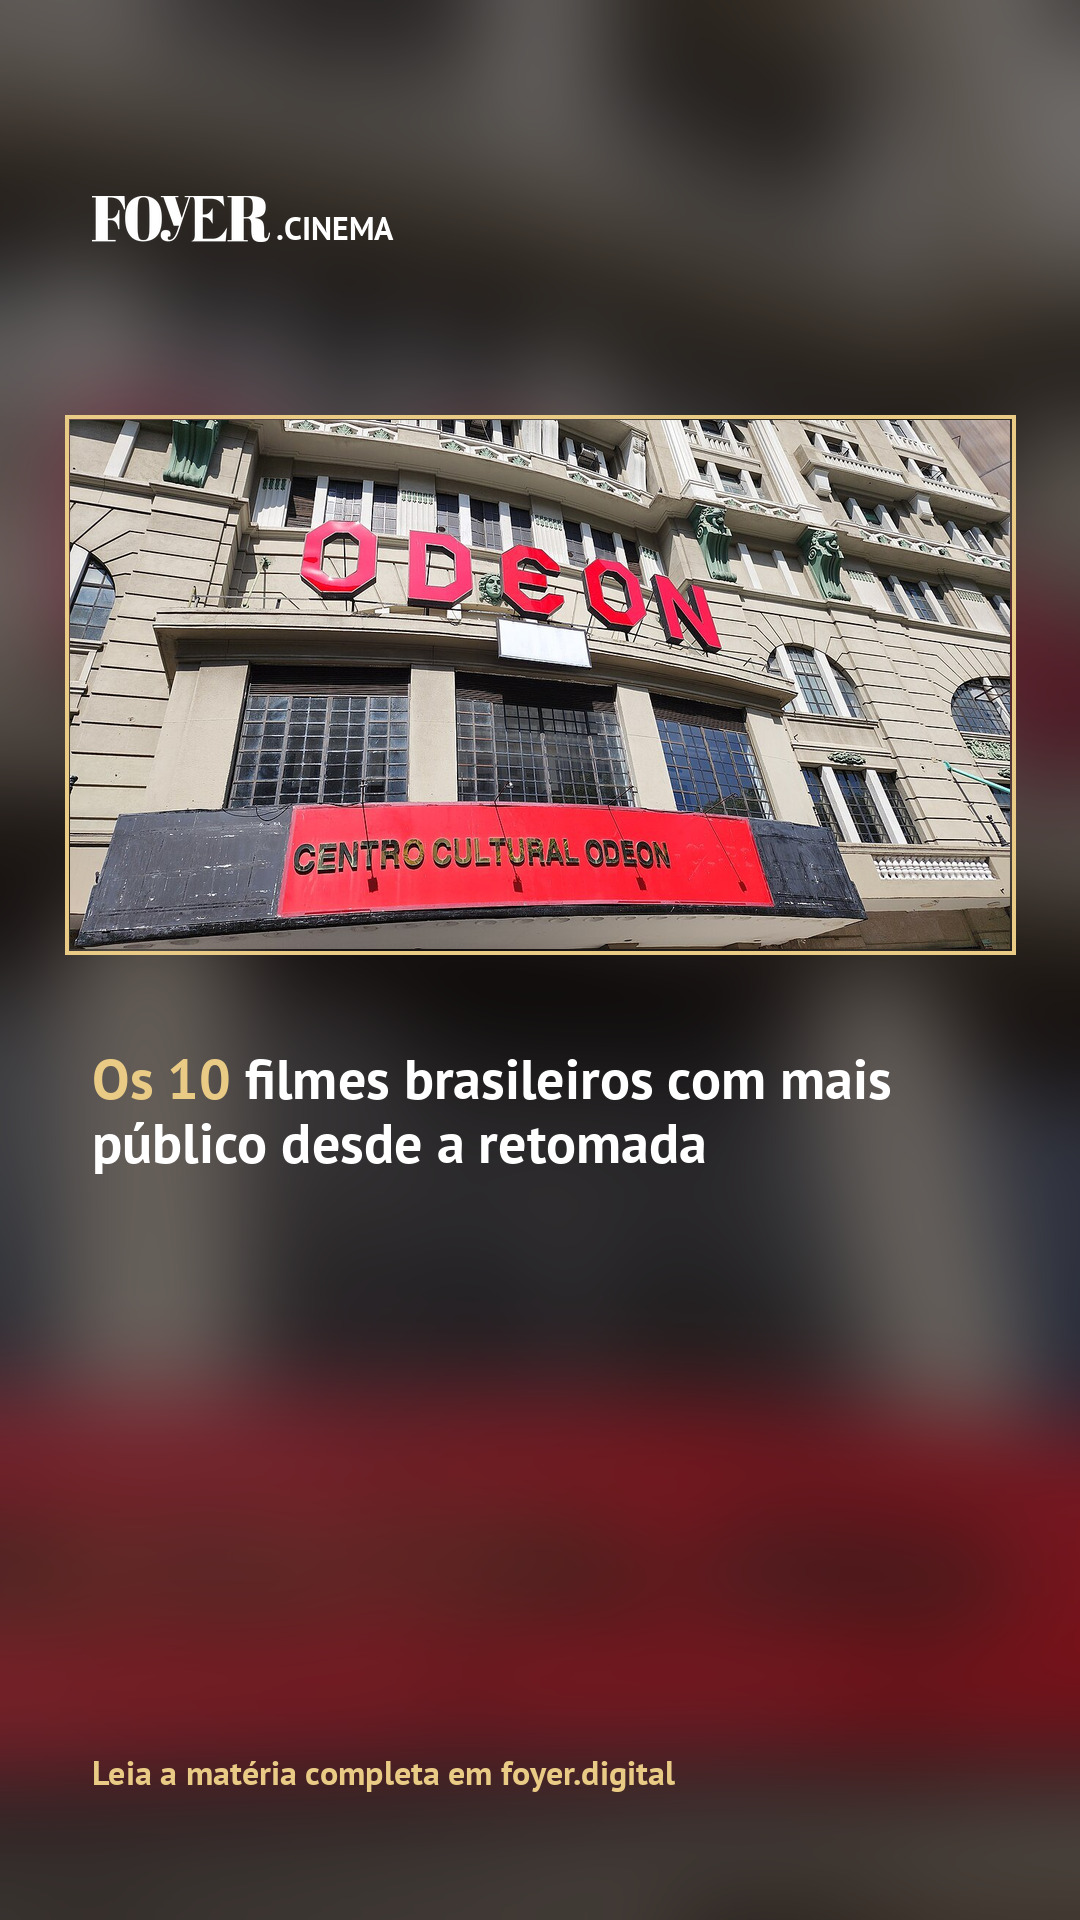 FOYER .CINEMA
ODEON
CENTRO CULTURAL ODEON
Os 10 filmes brasileiros com mais
público desde a retomada
Leia a matéria completa em foyer.digital